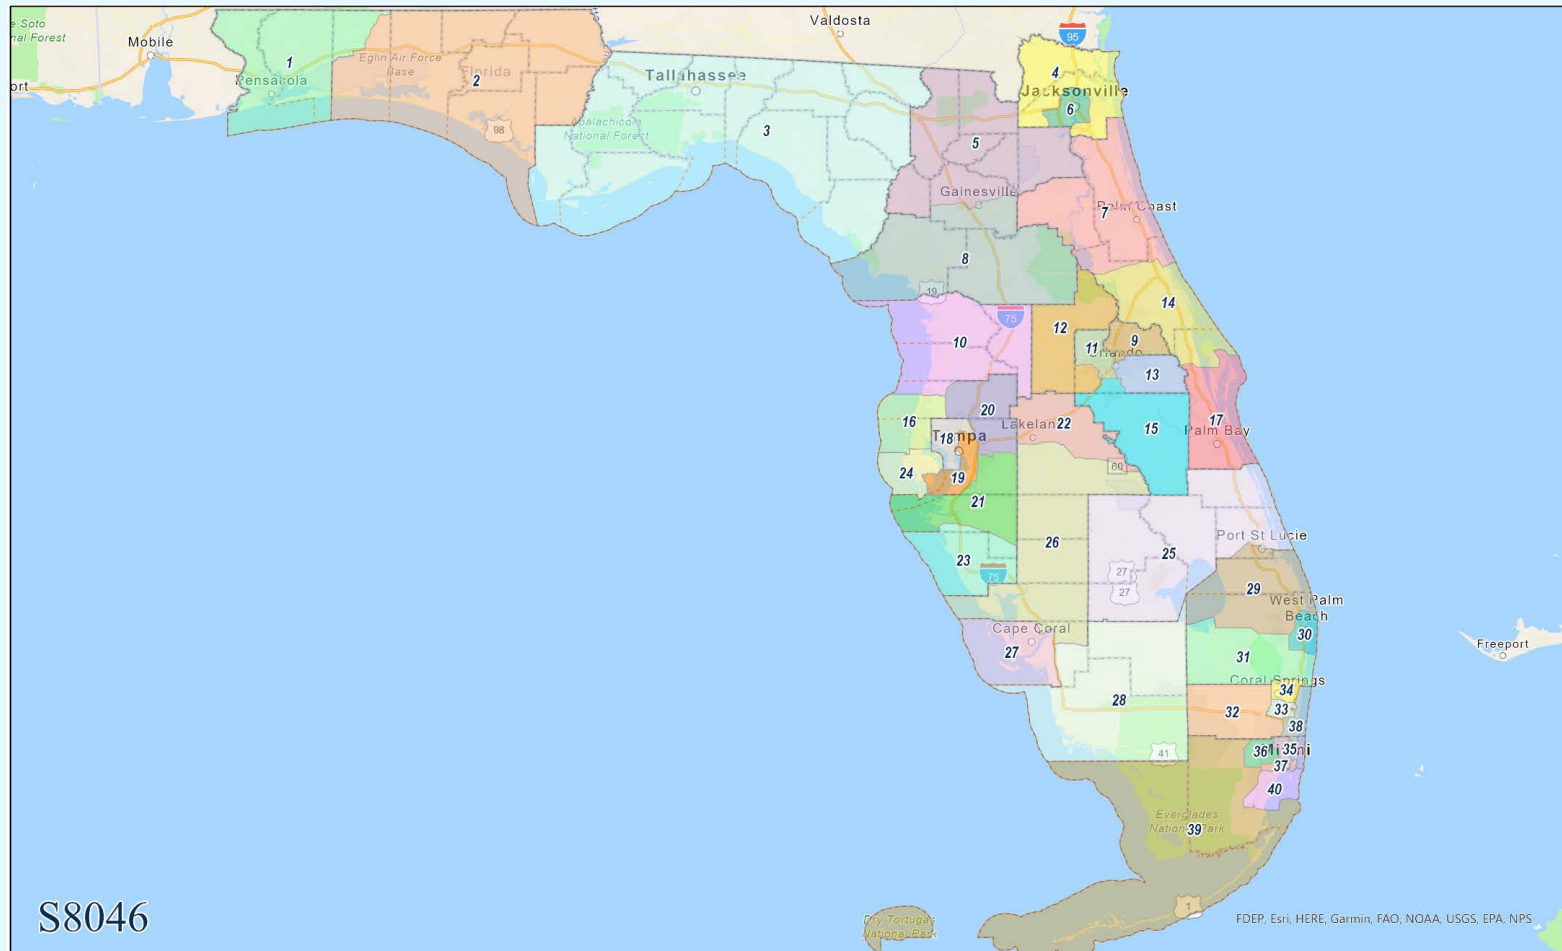 e Soto
nal Forest
Mobile
Valdosta
95
1
Pensacola
Eglin Air Force
Base
Florida
2
Tallahassee
4
Jacksonville
6
98
Apalachicola
National Forest
3
5
Gainesville
7
Palm Coast
8
19
14
75
12
10
11
9
Orlando
13
20
16
18
Tampa
Lakeland
22
17
Palm Bay
15
24
19
60
21
26
25
Port St Lucie
23
75
27
27
29
West Palm
Beach
30
Cape Coral
27
Freeport
31
Coral Springs
34
28
32
33
38
41
36
Miami
35
37
40
Everglades
National Park
39
S8046
Dry Tortugas
National Park
1
FDEP, Esri, HERE, Garmin, FAO, NOAA, USGS, EPA, NPS